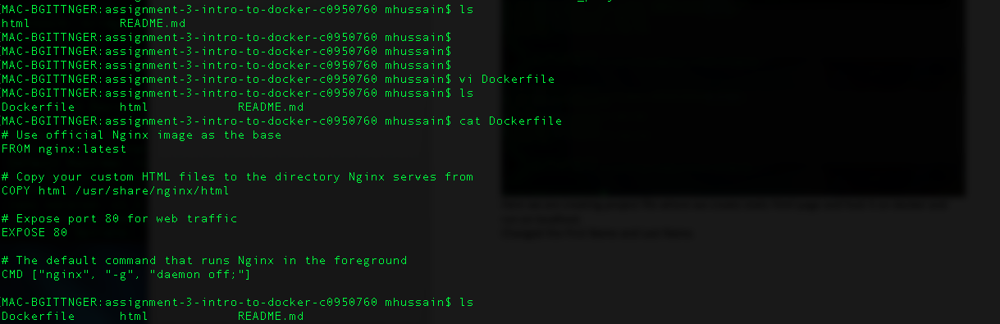 [MAC-BGITTNGER:assignment-3-intro-to-docker-c0950760 mhussain$ ls
html            README.md
[MAC-BGITTNGER:assignment-3-intro-to-docker-c0950760 mhussain$
[MAC-BGITTNGER:assignment-3-intro-to-docker-c0950760 mhussain$
[MAC-BGITTNGER:assignment-3-intro-to-docker-c0950760 mhussain$
[MAC-BGITTNGER:assignment-3-intro-to-docker-c0950760 mhussain$ vi Dockerfile
[MAC-BGITTNGER:assignment-3-intro-to-docker-c0950760 mhussain$ ls
Dockerfile      html            README.md
[MAC-BGITTNGER:assignment-3-intro-to-docker-c0950760 mhussain$ cat Dockerfile
# Use official Nginx image as the base
FROM nginx:latest

# Copy your custom HTML files to the directory Nginx serves from
COPY html /usr/share/nginx/html

# Expose port 80 for web traffic
EXPOSE 80

# The default command that runs Nginx in the foreground
CMD ["nginx", "-g", "daemon off;"]

[MAC-BGITTNGER:assignment-3-intro-to-docker-c0950760 mhussain$ ls
Dockerfile      html            README.md